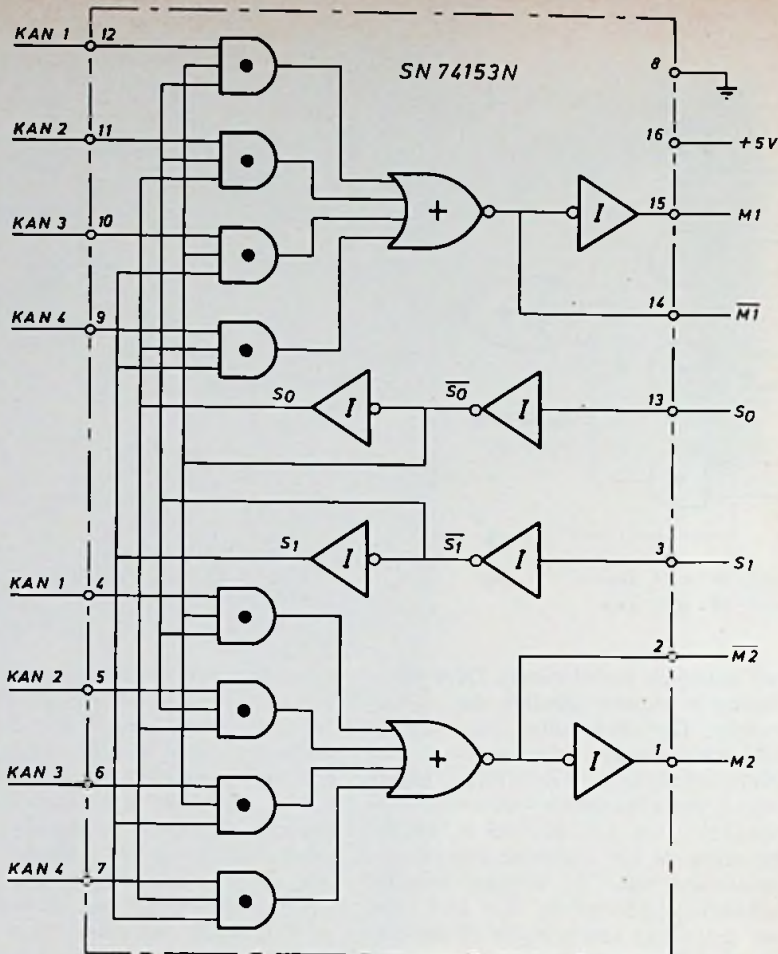 KAN 1 12
SN 74153N
8
KAN 2 11
16 +5V
KAN 3 10
15 M1
I
+
KAN 4 9
14 M1̅
S0 I S0̅ I 13 S0
S1 I S1̅ I 3 S1
KAN 1 4
2 M2̅
KAN 2 5
+
I
1 M2
KAN 3 6
KAN 4 7